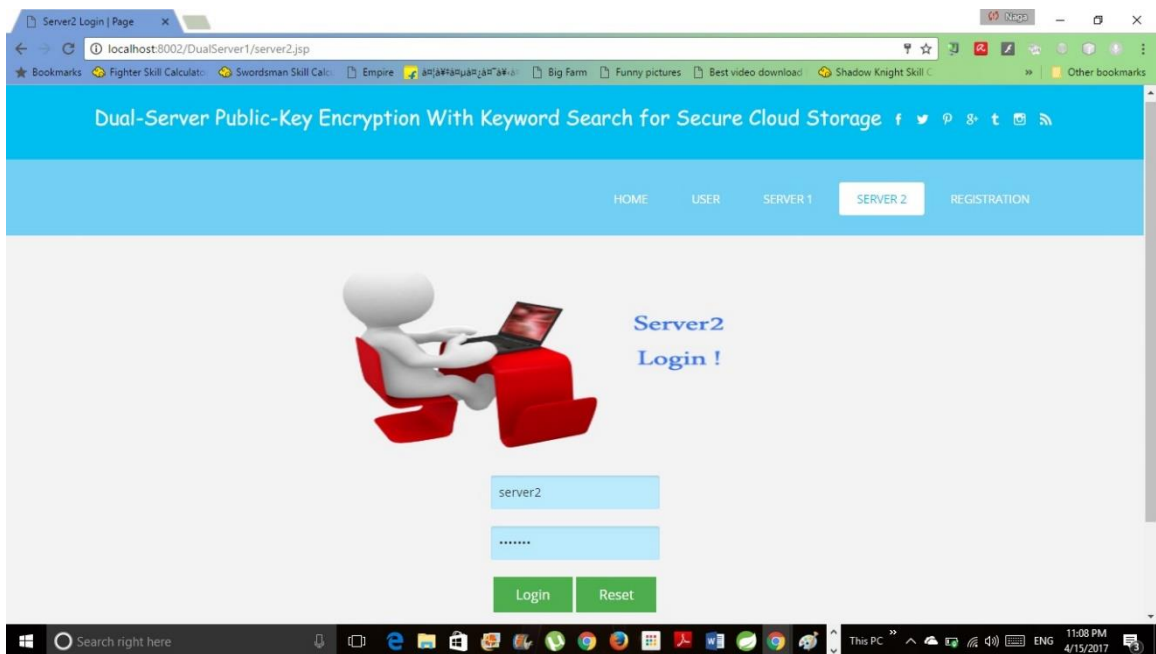 Server2 Login | Page
Naga
localhost:8002/DualServer1/server2.jsp
Bookmarks Fighter Skill Calculato Swordsman Skill Calc Empire Big Farm Funny pictures Best video download Shadow Knight Skill C » Other bookmarks
Dual-Server Public-Key Encryption With Keyword Search for Secure Cloud Storage
HOME USER SERVER 1 SERVER 2 REGISTRATION
Server2
Login !
server2
•••••••
Login Reset
Search right here This PC » ENG 11:08 PM
4/15/2017